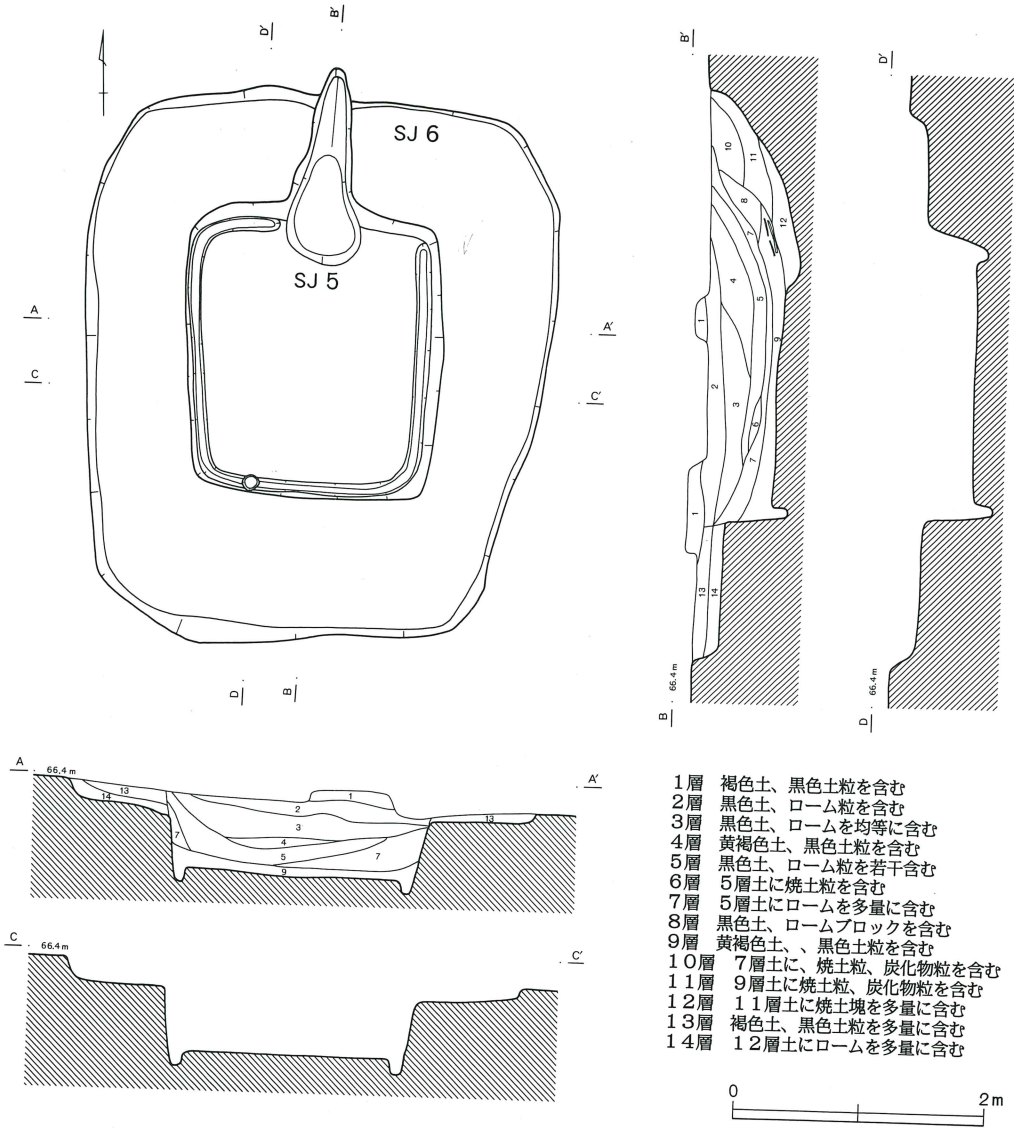 B′
D′
SJ 6
SJ 5
A
A′
C
C′
D
B
B′
10
11
8
12
7
4
5
1
9
2
3
6
7
1
13
14
B
66.4 m
D′
D
66.4 m
A
66.4 m
A′
13
14
1
2
3
4
7
5
7
9
13
C
66.4 m
C′
1層 褐色土、黒色土粒を含む
2層 黒色土、ローム粒を含む
3層 黒色土、ロームを均等に含む
4層 黄褐色土、黒色土粒を含む
5層 黒色土、ローム粒を若干含む
6層 5層土に焼土粒を含む
7層 5層土にロームを多量に含む
8層 黒色土、ロームブロックを含む
9層 黄褐色土、、黒色土粒を含む
10層 7層土に、焼土粒、炭化物粒を含む
11層 9層土に焼土粒、炭化物粒を含む
12層 11層土に焼土塊を多量に含む
13層 褐色土、黒色土粒を多量に含む
14層 12層土にロームを多量に含む
0 2m